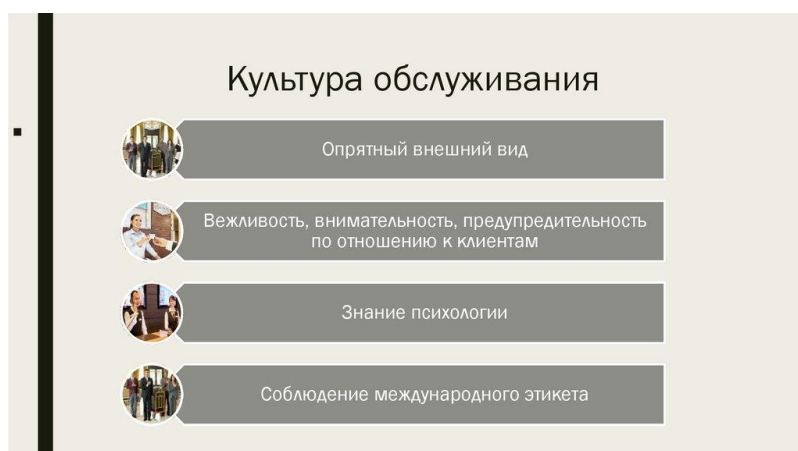 Культура обслуживания
Опрятный внешний вид
Вежливость, внимательность, предупредительность
по отношению к клиентам
Знание психологии
Соблюдение международного этикета